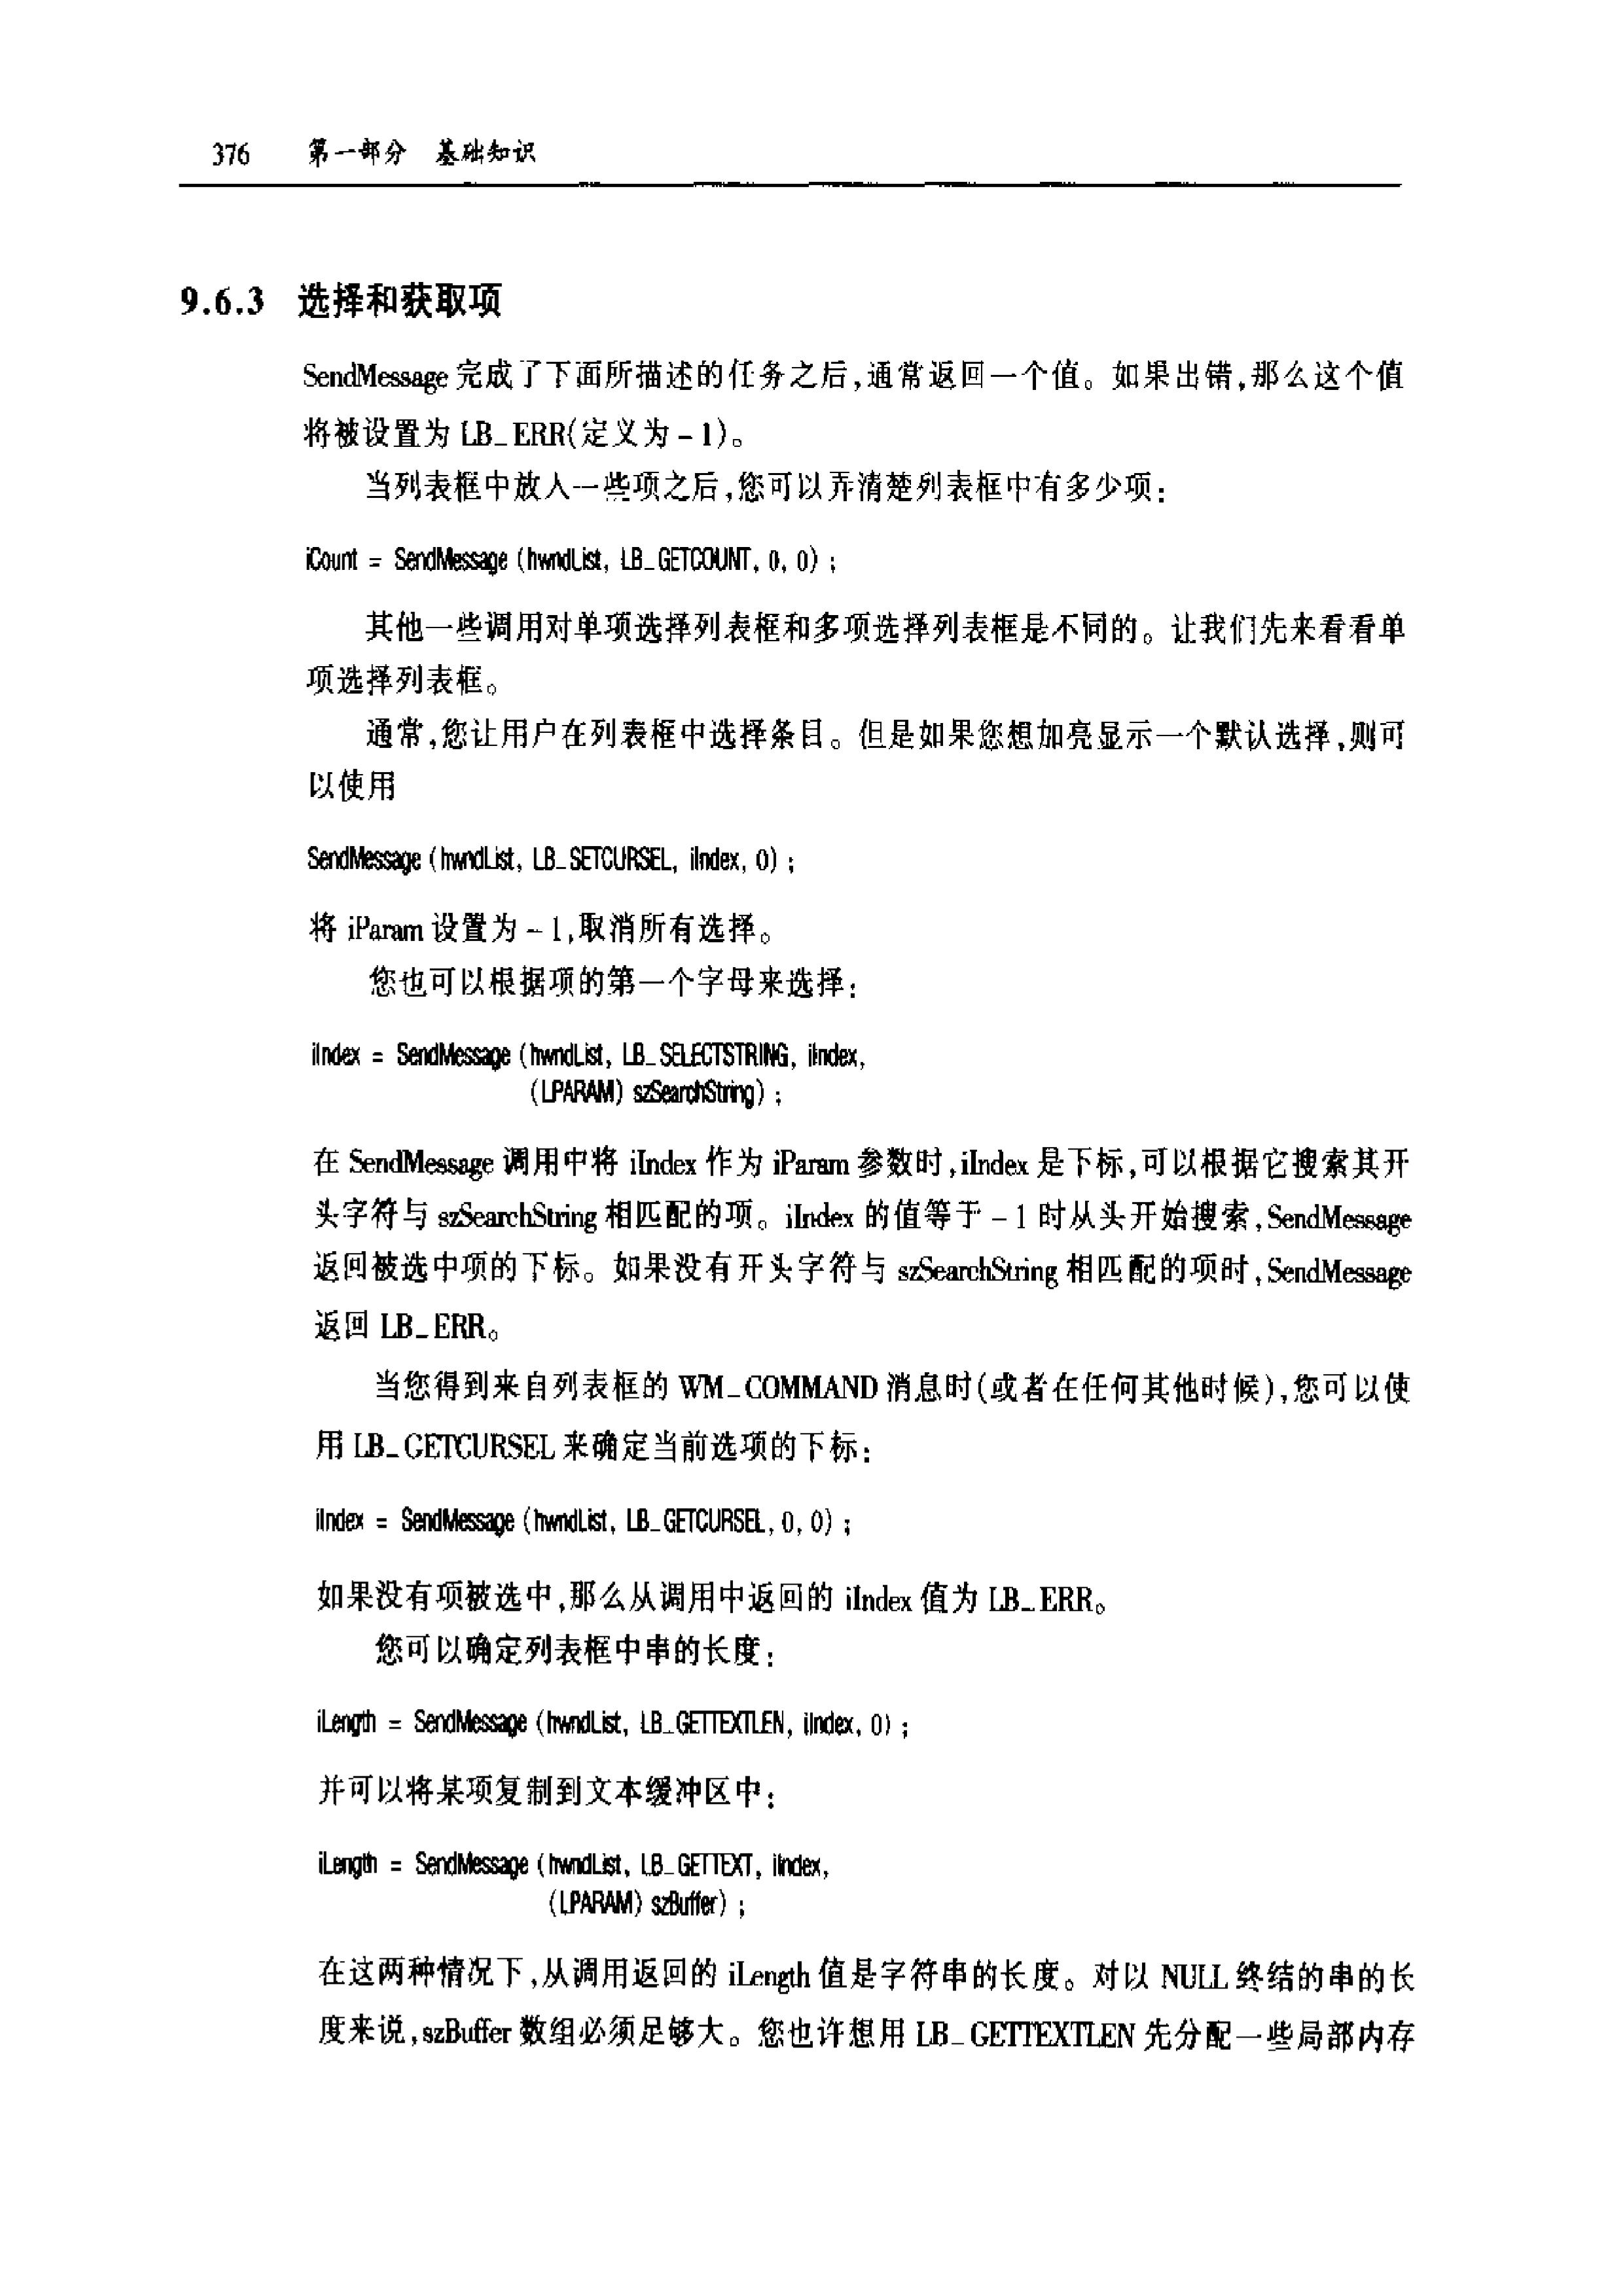 376 第一部分 基础知识
9.6.3 选择和获取项
SendMessage 完成了下面所描述的任务之后,通常返回一个值。如果出错,那么这个值
将被设置为 LB_ERR(定义为 -1)。
当列表框中放入一些项之后,您可以弄清楚列表框中有多少项:
iCount = SendMessage (hwndList, LB_GETCOUNT, 0, 0) ;
其他一些调用对单项选择列表框和多项选择列表框是不同的。让我们先来看看单
项选择列表框。
通常,您让用户在列表框中选择条目。但是如果您想加亮显示一个默认选择,则可
以使用
SendMessage (hwndList, LB_SETCURSEL, iIndex, 0) ;
将 iParam 设置为 -1,取消所有选择。
您也可以根据项的第一个字母来选择:
iIndex = SendMessage (hwndList, LB_SELECTSTRING, iIndex,
(LPARAM) szSearchString) ;
在 SendMessage 调用中将 iIndex 作为 iParam 参数时,iIndex 是下标,可以根据它搜索其开
头字符与 szSearchString 相匹配的项。iIndex 的值等于 -1 时从头开始搜索,SendMessage
返回被选中项的下标。如果没有开头字符与 szSearchString 相匹配的项时,SendMessage
返回 LB_ERR。
当您得到来自列表框的 WM_COMMAND 消息时(或者在任何其他时候),您可以使
用 LB_GETCURSEL 来确定当前选项的下标:
iIndex = SendMessage (hwndList, LB_GETCURSEL, 0, 0) ;
如果没有项被选中,那么从调用中返回的 iIndex 值为 LB_ERR。
您可以确定列表框中串的长度:
iLength = SendMessage (hwndList, LB_GETTEXTLEN, iIndex, 0) ;
并可以将某项复制到文本缓冲区中:
iLength = SendMessage (hwndList, LB_GETTEXT, iIndex,
(LPARAM) szBuffer) ;
在这两种情况下,从调用返回的 iLength 值是字符串的长度。对以 NULL 终结的串的长
度来说,szBuffer 数组必须足够大。您也许想用 LB_GETTEXTLEN 先分配一些局部内存